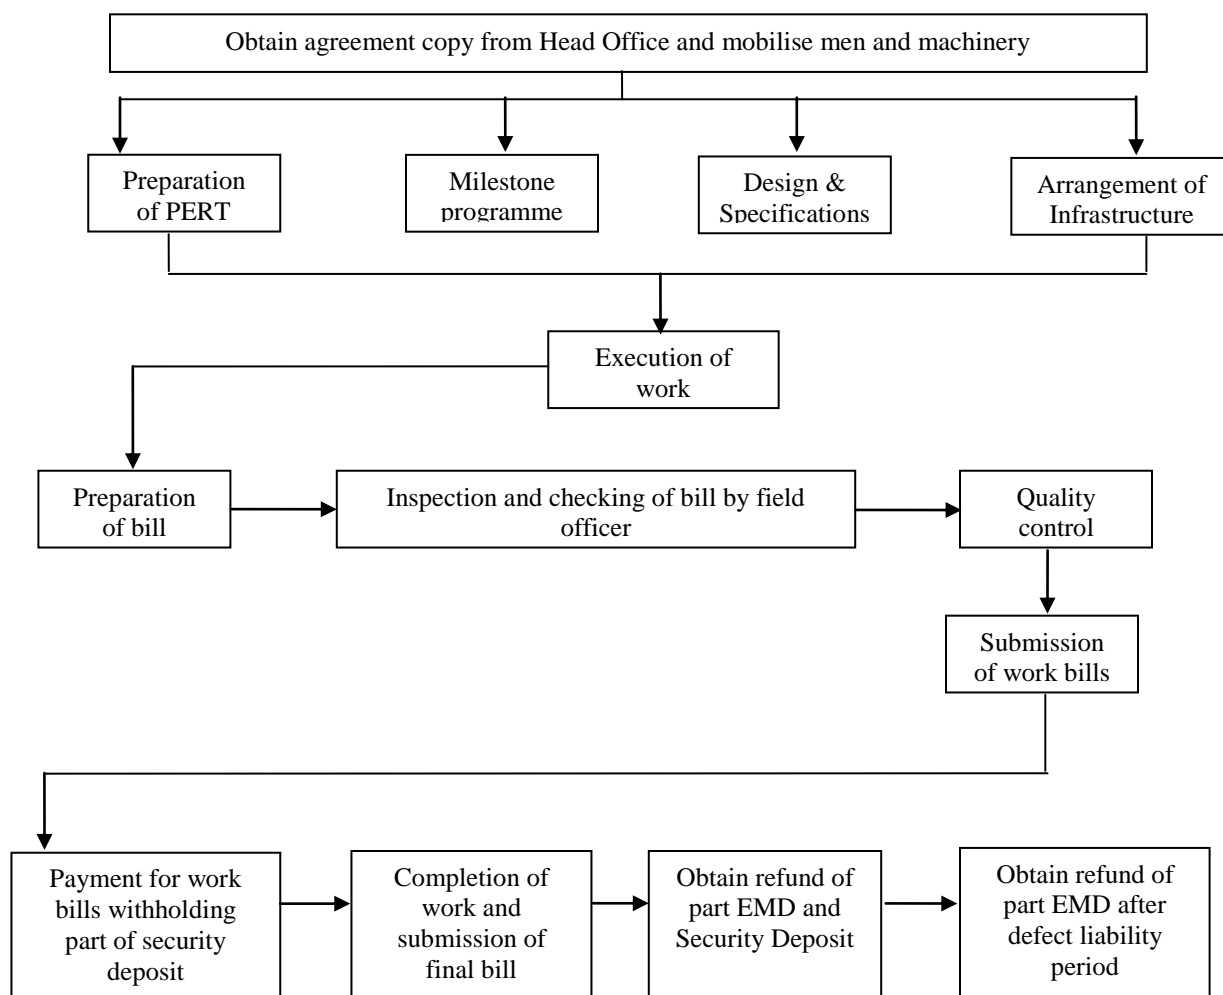 Obtain agreement copy from Head Office and mobilise men and machinery
Preparation
of PERT
Milestone
programme
Design &
Specifications
Arrangement of
Infrastructure
Execution of
work
Preparation
of bill
Inspection and checking of bill by field
officer
Quality
control
Submission
of work bills
Payment for work
bills withholding
part of security
deposit
Completion of
work and
submission of
final bill
Obtain refund of
part EMD and
Security Deposit
Obtain refund of
part EMD after
defect liability
period